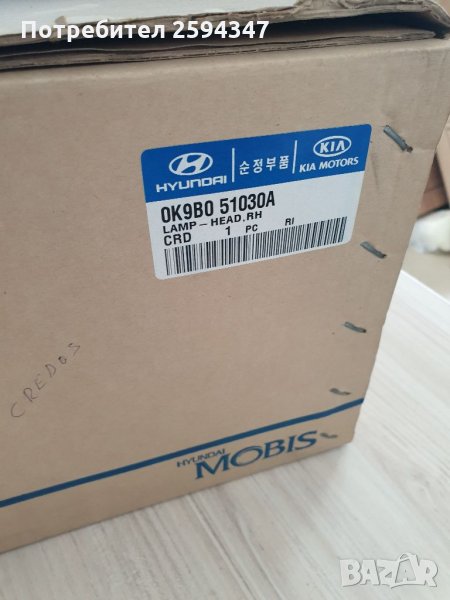 Потребител 2594347
HYUNDAI
순정부품
KIA
KIA MOTORS
0K9B0 51030A
LAMP-HEAD,RH
CRD 1 PC RI
CREDOS
HYUNDAI
MOBIS
BAZAR